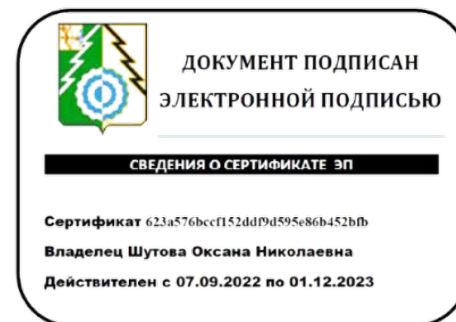 ДОКУМЕНТ ПОДПИСАН
ЭЛЕКТРОННОЙ ПОДПИСЬЮ
СВЕДЕНИЯ О СЕРТИФИКАТЕ ЭП
Сертификат 623a576bccf152ddf9d595e86b452bfb
Владелец Шутова Оксана Николаевна
Действителен с 07.09.2022 по 01.12.2023